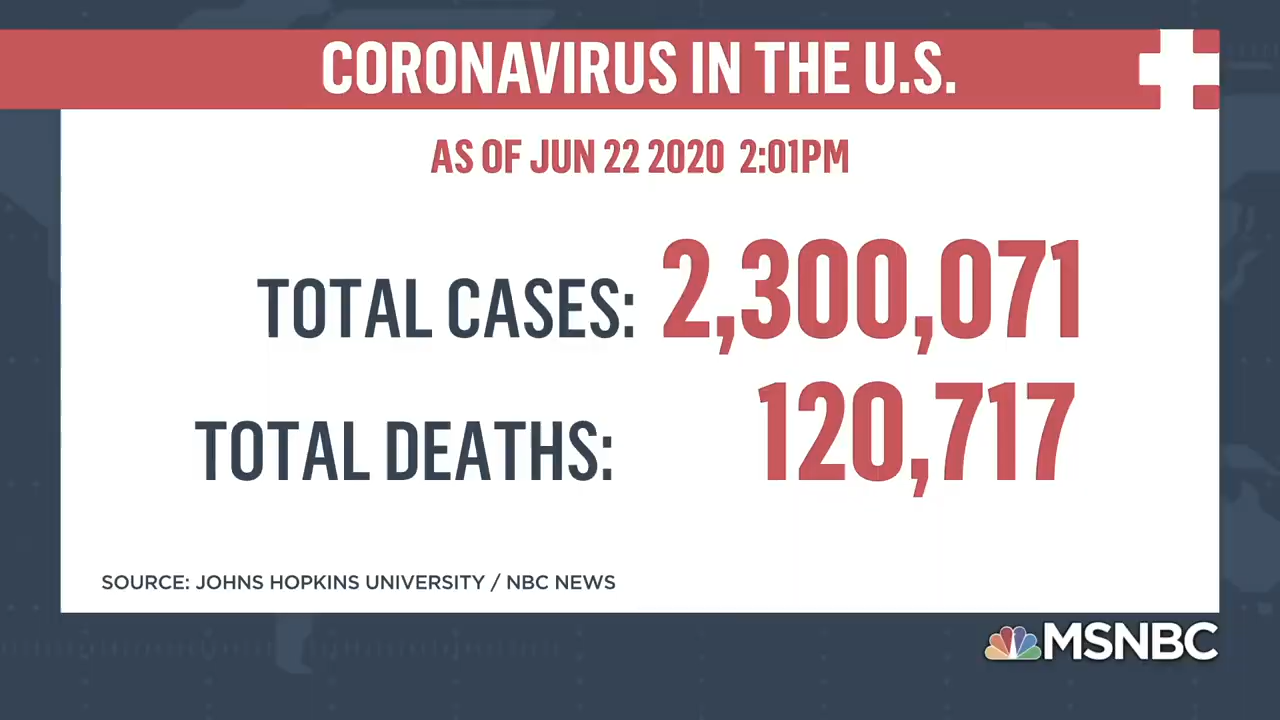 CORONAVIRUS IN THE U.S.
AS OF JUN 22 2020 2:01PM
TOTAL CASES: 2,300,071
TOTAL DEATHS: 120,717
SOURCE: JOHNS HOPKINS UNIVERSITY / NBC NEWS
MSNBC